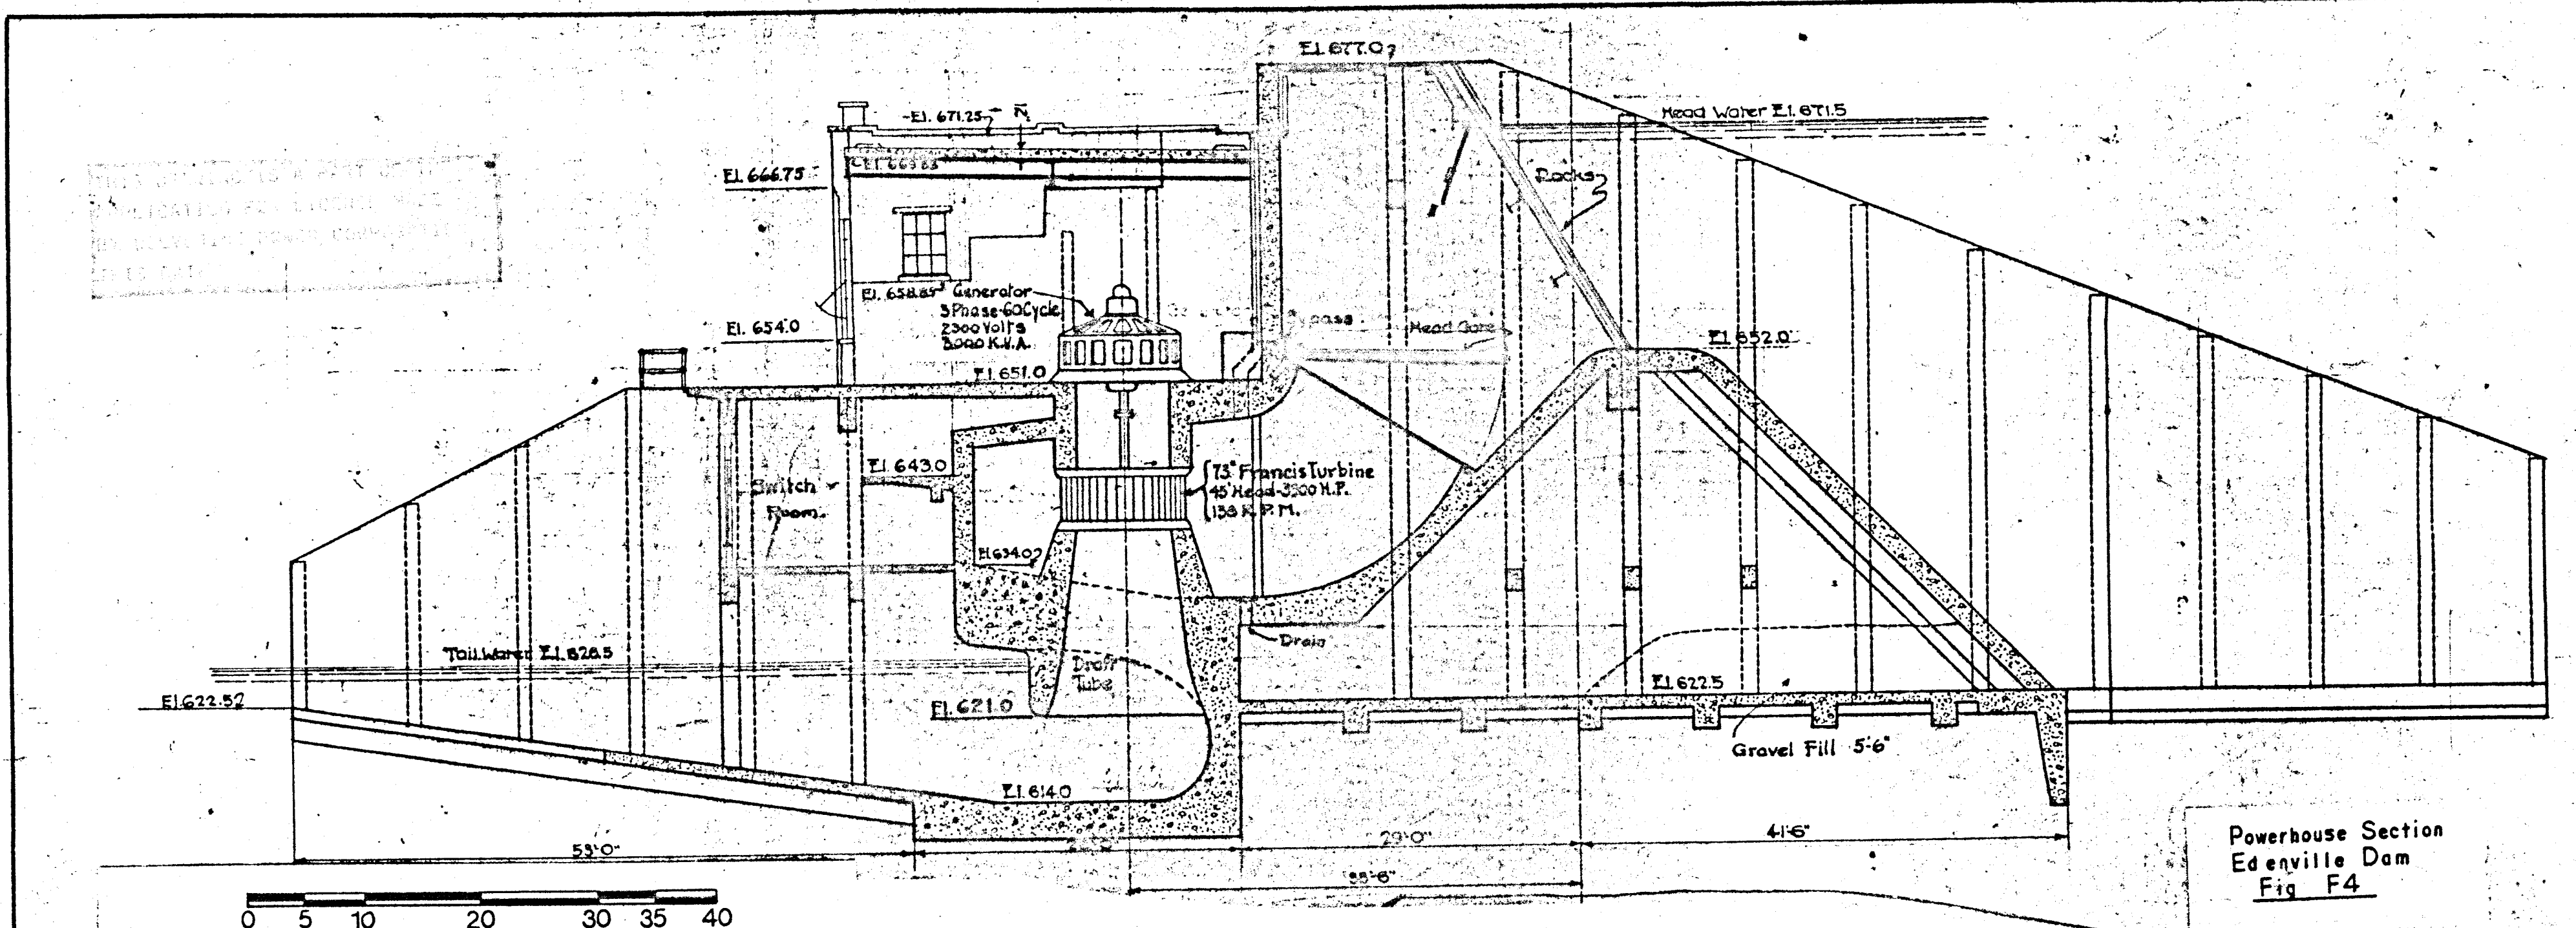 El. 677.0
Head Water El. 671.5
El. 671.25
N
El. 666.75
Racks
El. 658.85
Generator
3 Phase-60 Cycle
2300 Volts
3000 K.V.A.
El. 654.0
Head Gate
El. 652.0
El. 651.0
El. 643.0
73" Francis Turbine
45' Head-3300 H.P.
138 R.P.M.
Switch
Room.
El. 634.0
Drain
Tail Water El. 626.5
Draft
Tube
El. 622.5
El. 622.5
El. 621.0
Gravel Fill 5'-6"
El. 614.0
53'-0"
29'-0"
41'-6"
38'-6"
0 5 10 20 30 35 40
Powerhouse Section
Edenville Dam
Fig F4